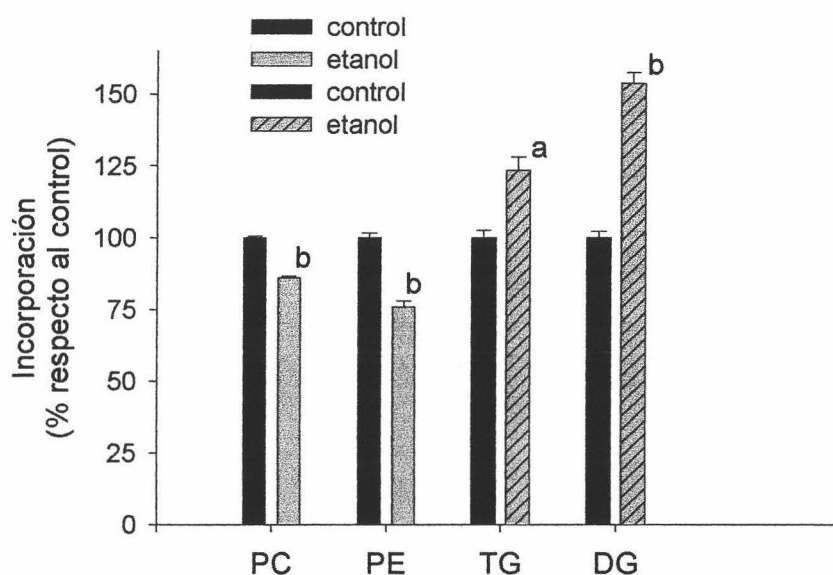 control
etanol
control
etanol
Incorporación
(% respecto al control)
150
125
100
75
50
25
0
b
b
a
b
PC PE TG DG